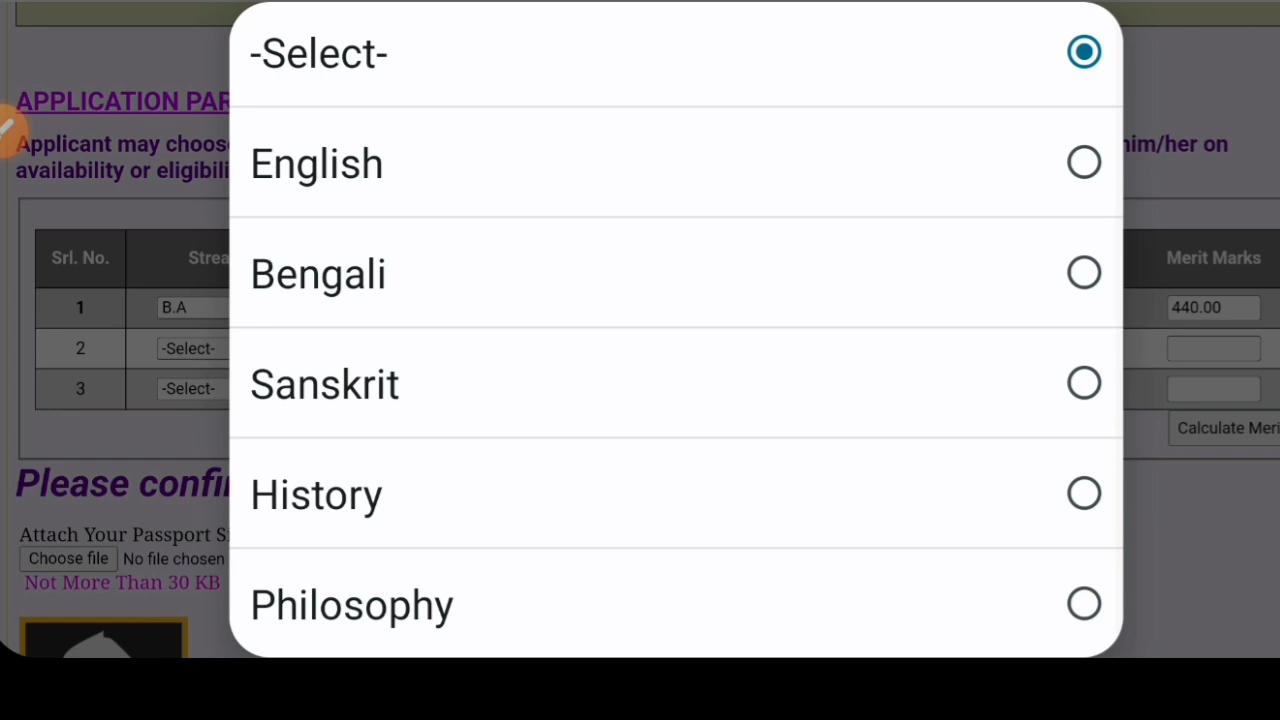 -Select-
English
Bengali
Sanskrit
History
Philosophy
APPLICATION PAR
Applicant may choos
him/her on
availability or eligibili
Srl. No.
Strea
Merit Marks
1
B.A
440.00
2
-Select-
3
-Select-
Calculate Meri
Please confi
Attach Your Passport S
Choose file No file chosen
Not More Than 30 KB